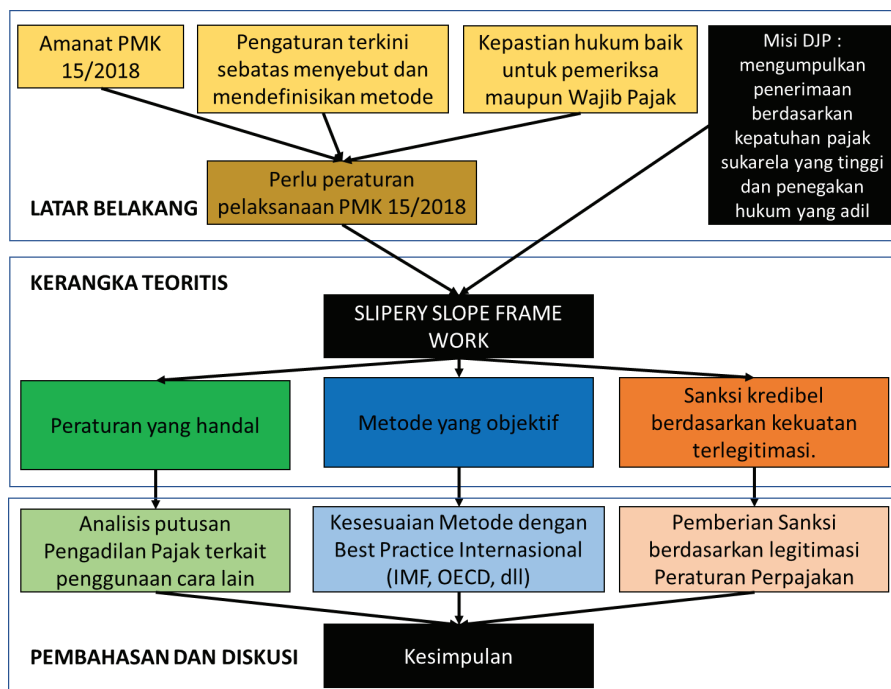 Amanat PMK
15/2018
Pengaturan terkini
sebatas menyebut dan
mendefinisikan metode
Kepastian hukum baik
untuk pemeriksa
maupun Wajib Pajak
Misi DJP :
mengumpulkan
penerimaan
berdasarkan
kepatuhan pajak
sukarela yang tinggi
dan penegakan
hukum yang adil
Perlu peraturan
pelaksanaan PMK 15/2018
LATAR BELAKANG
KERANGKA TEORITIS
SLIPERY SLOPE FRAME
WORK
Peraturan yang handal
Metode yang objektif
Sanksi kredibel
berdasarkan kekuatan
terlegitimasi.
Analisis putusan
Pengadilan Pajak terkait
penggunaan cara lain
Kesesuaian Metode dengan
Best Practice Internasional
(IMF, OECD, dll)
Pemberian Sanksi
berdasarkan legitimasi
Peraturan Perpajakan
PEMBAHASAN DAN DISKUSI
Kesimpulan